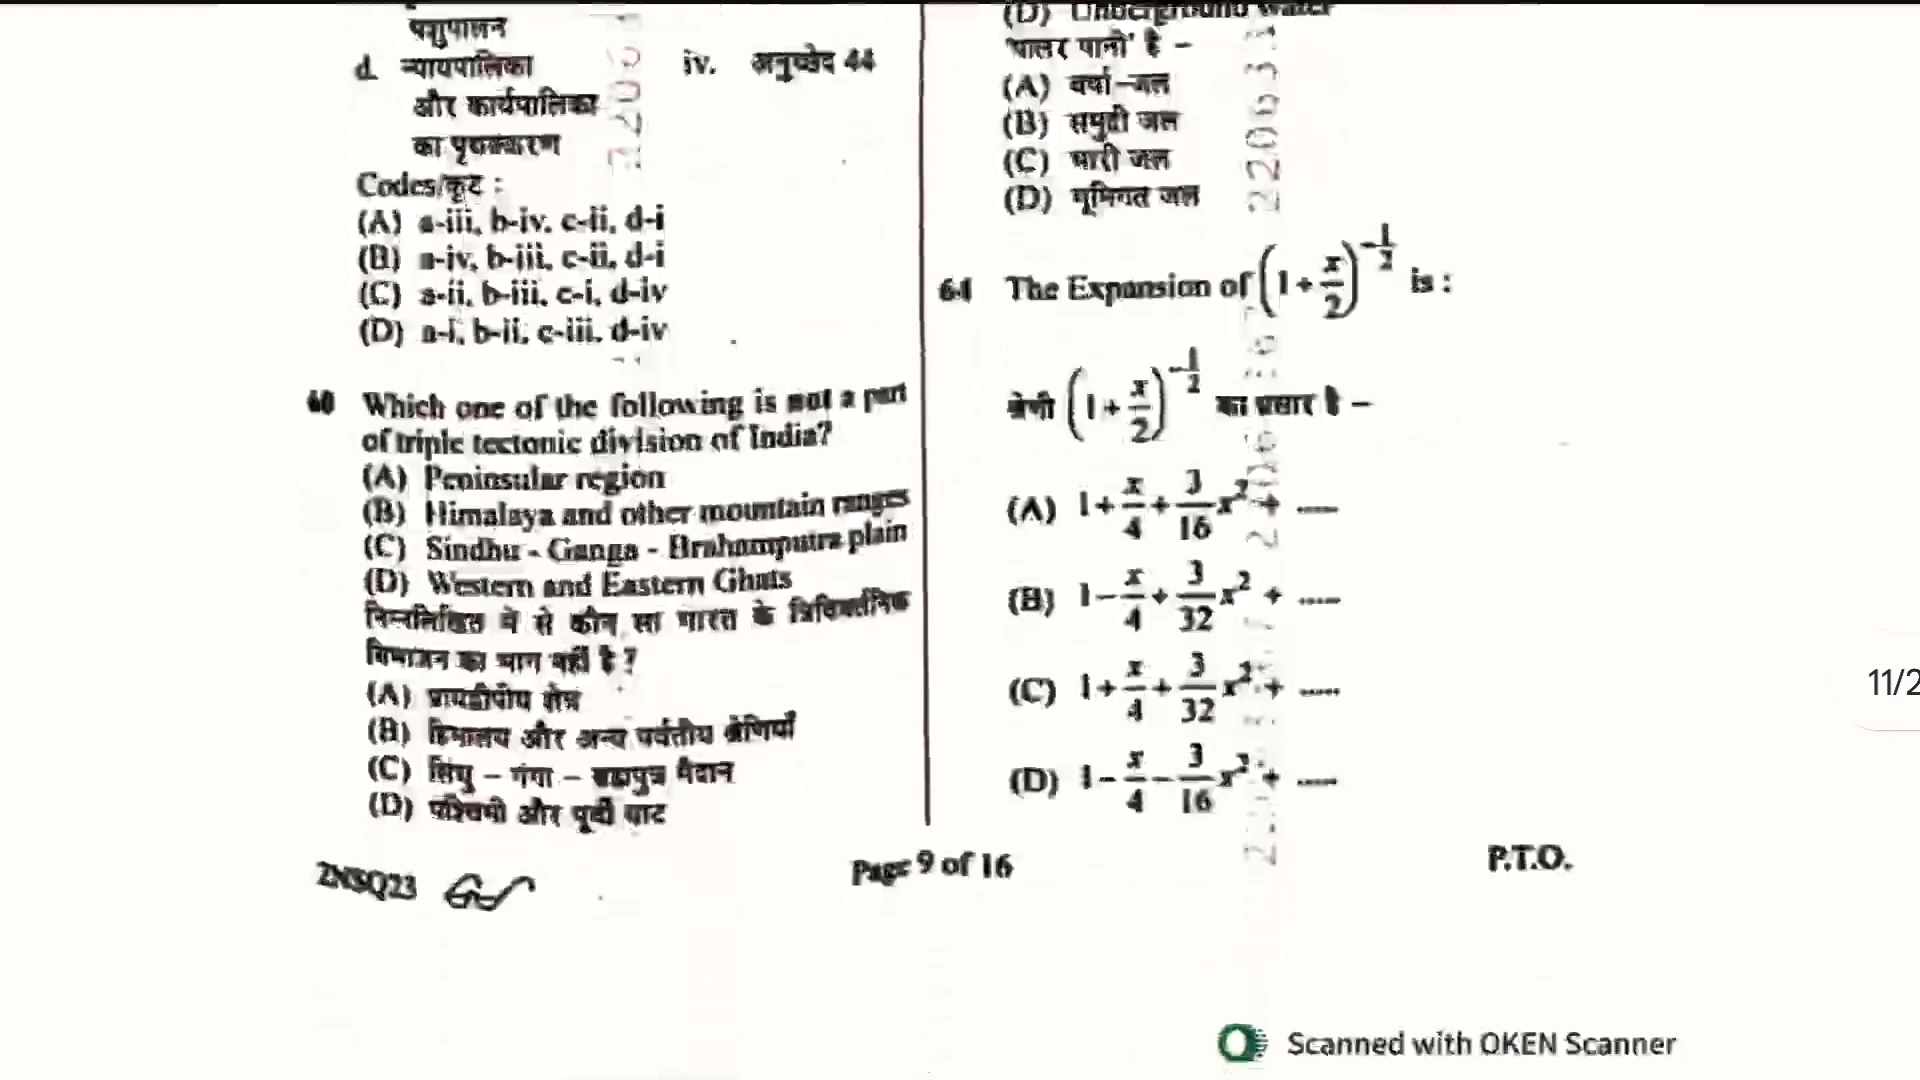 पशुपालन
d. न्यायपालिका iv. अनुच्छेद 44
और कार्यपालिका
का पृथक्करण
Codes/कूट :
(A) a-iii, b-iv, c-ii, d-i
(B) a-iv, b-iii, c-ii, d-i
(C) a-ii, b-iii, c-i, d-iv
(D) a-i, b-ii, c-iii, d-iv
60 Which one of the following is not a part
of triple tectonic division of India?
(A) Peninsular region
(B) Himalaya and other mountain ranges
(C) Sindhu - Ganga - Brahamputra plain
(D) Western and Eastern Ghats
निम्नलिखित में से कौन सा भारत के त्रिविवर्तनिक
विभाजन का भाग नहीं है ?
(A) प्रायद्वीपीय क्षेत्र
(B) हिमालय और अन्य पर्वतीय श्रेणियाँ
(C) सिंधु – गंगा – ब्रह्मपुत्र मैदान
(D) पश्चिमी और पूर्वी घाट
(D) Underground water
'पालर पानी' है –
(A) वर्षा-जल
(B) समुद्री जल
(C) भारी जल
(D) भूमिगत जल
64 The Expansion of (1 + x/2)^(-1/2) is :
श्रेणी (1 + x/2)^(-1/2) का प्रसार है –
(A) 1 + x/4 + 3/16 x² + .....
(B) 1 − x/4 + 3/32 x² + .....
(C) 1 + x/4 + 3/32 x² + .....
(D) 1 − x/4 − 3/16 x² + .....
ZNSQ23
Page 9 of 16
P.T.O.
11/2
Scanned with OKEN Scanner